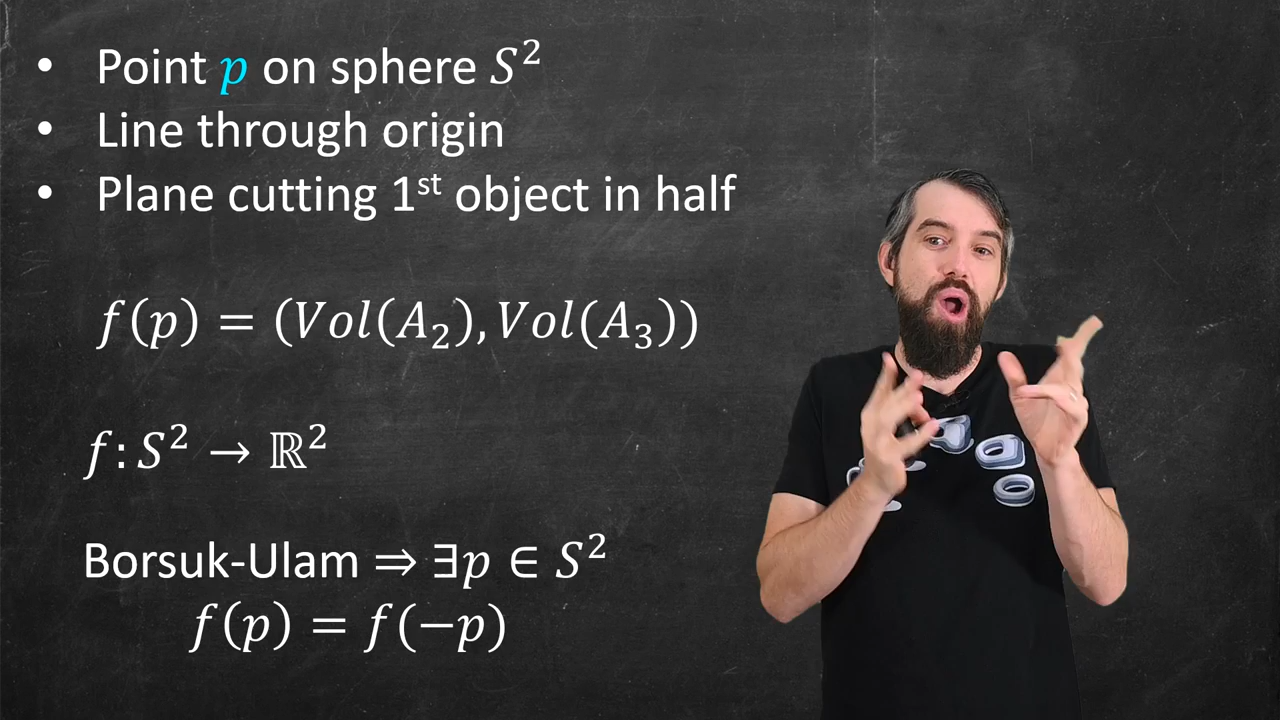 • Point p on sphere S²
• Line through origin
• Plane cutting 1ˢᵗ object in half
f(p) = (Vol(A₂), Vol(A₃))
f: S² → ℝ²
Borsuk-Ulam ⇒ ∃p ∈ S²
f(p) = f(−p)